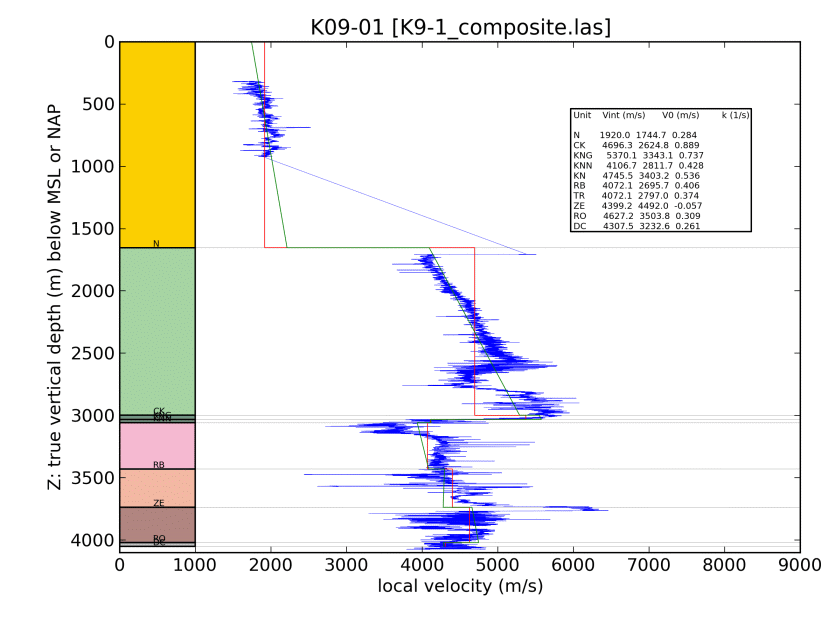 K09-01 [K9-1_composite.las]
Z: true vertical depth (m) below MSL or NAP
0
500
1000
1500
2000
2500
3000
3500
4000
N
CK
RB
ZE
RO
DC
Unit Vint (m/s) V0 (m/s) k (1/s)
N 1920.0 1744.7 0.284
CK 4696.3 2624.8 0.889
KNG 5370.1 3343.1 0.737
KNN 4106.7 2811.7 0.428
KN 4745.5 3403.2 0.536
RB 4072.1 2695.7 0.406
TR 4072.1 2797.0 0.374
ZE 4399.2 4492.0 -0.057
RO 4627.2 3503.8 0.309
DC 4307.5 3232.6 0.261
0 1000 2000 3000 4000 5000 6000 7000 8000 9000
local velocity (m/s)